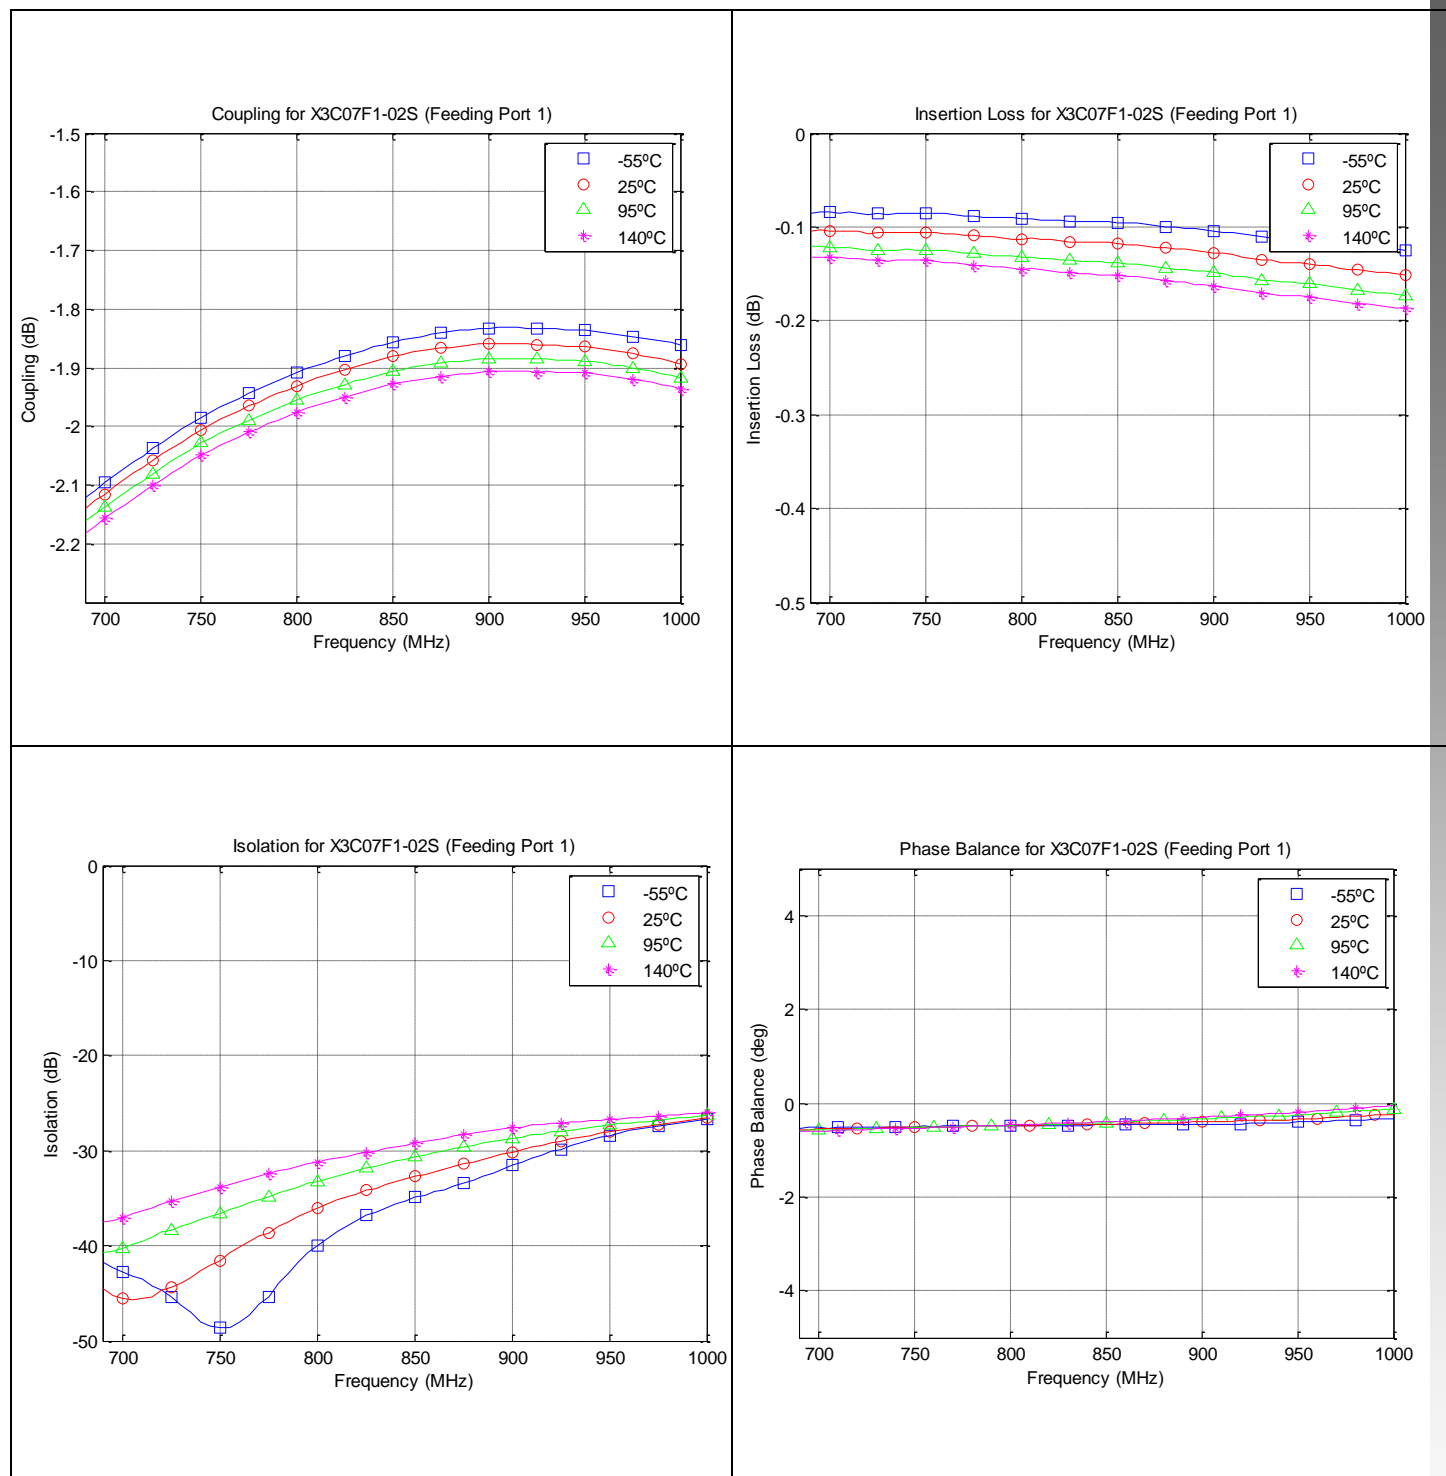 Coupling for X3C07F1-02S (Feeding Port 1)
-1.5
-1.6
-1.7
-1.8
-1.9
-2
-2.1
-2.2
Coupling (dB)
-55ºC
25ºC
95ºC
140ºC
700 750 800 850 900 950 1000
Frequency (MHz)
Insertion Loss for X3C07F1-02S (Feeding Port 1)
0
-0.1
-0.2
-0.3
-0.4
-0.5
Insertion Loss (dB)
-55ºC
25ºC
95ºC
140ºC
700 750 800 850 900 950 1000
Frequency (MHz)
Isolation for X3C07F1-02S (Feeding Port 1)
0
-10
-20
-30
-40
-50
Isolation (dB)
-55ºC
25ºC
95ºC
140ºC
700 750 800 850 900 950 1000
Frequency (MHz)
Phase Balance for X3C07F1-02S (Feeding Port 1)
4
2
0
-2
-4
Phase Balance (deg)
-55ºC
25ºC
95ºC
140ºC
700 750 800 850 900 950 1000
Frequency (MHz)